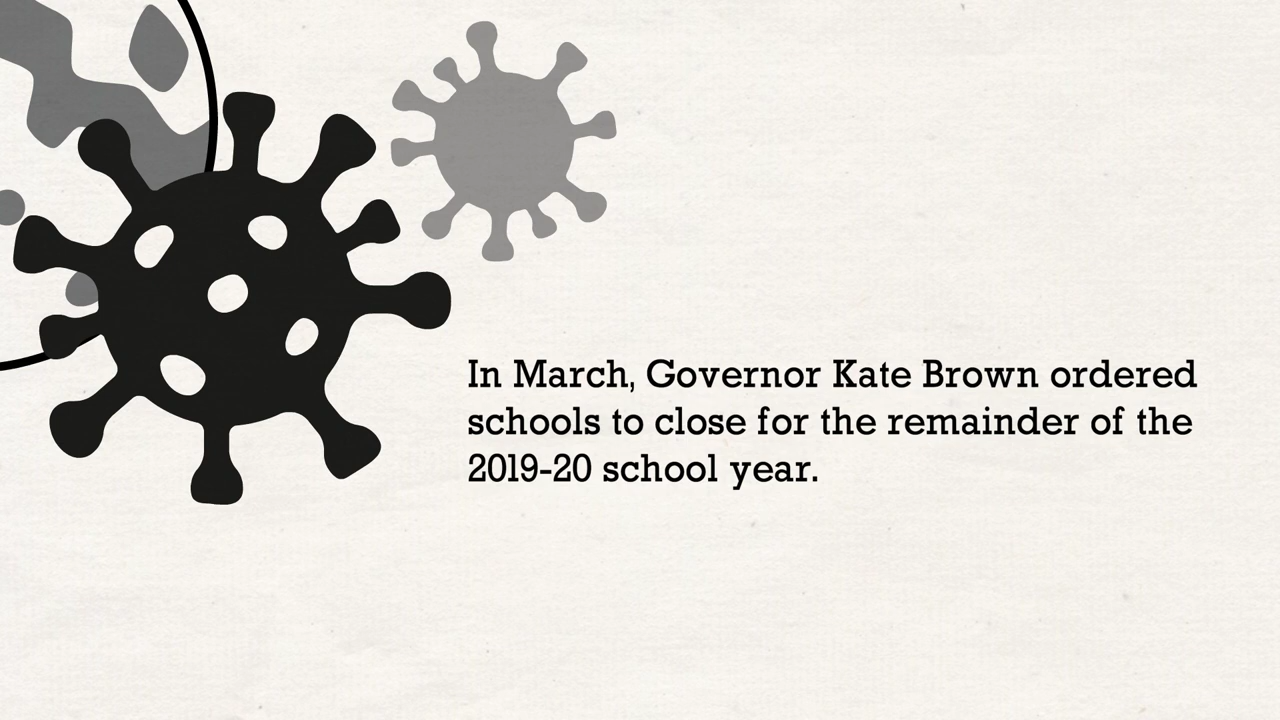 In March, Governor Kate Brown ordered
schools to close for the remainder of the
2019-20 school year.